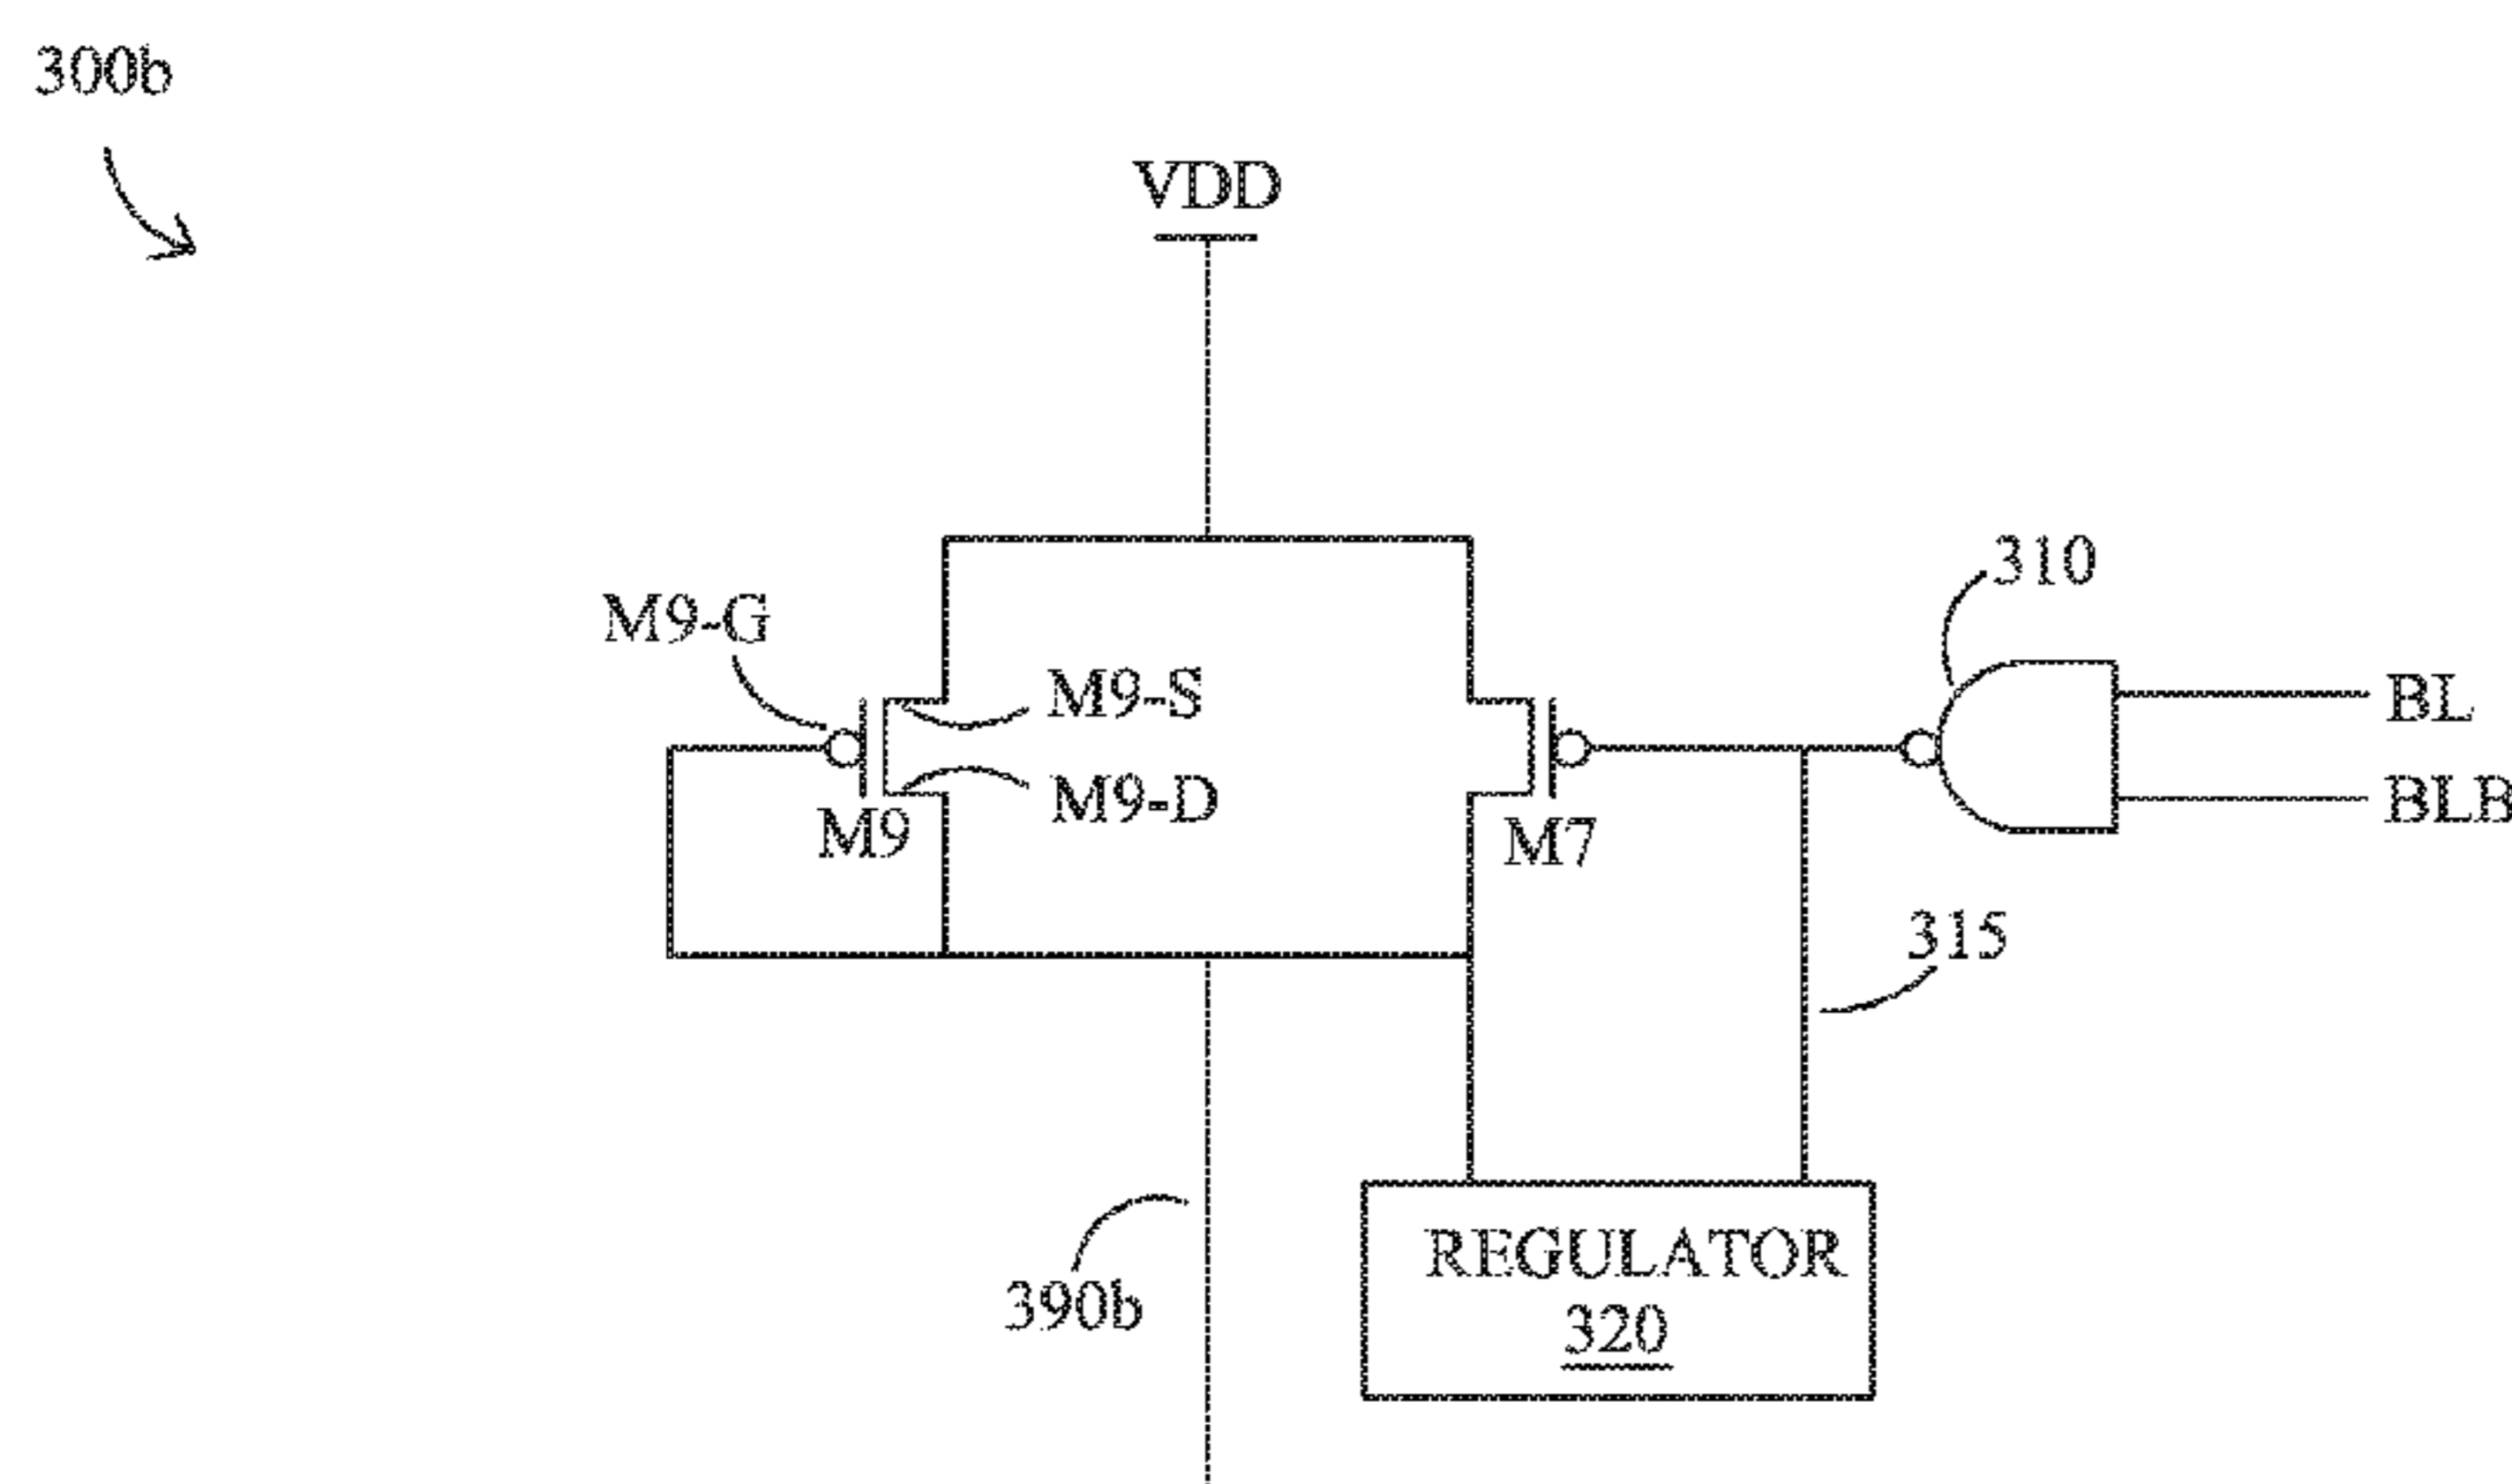 300b
VDD
310
M9-G
M9-S
BL
M9-D
BLB
M9
M7
315
REGULATOR
390b
320